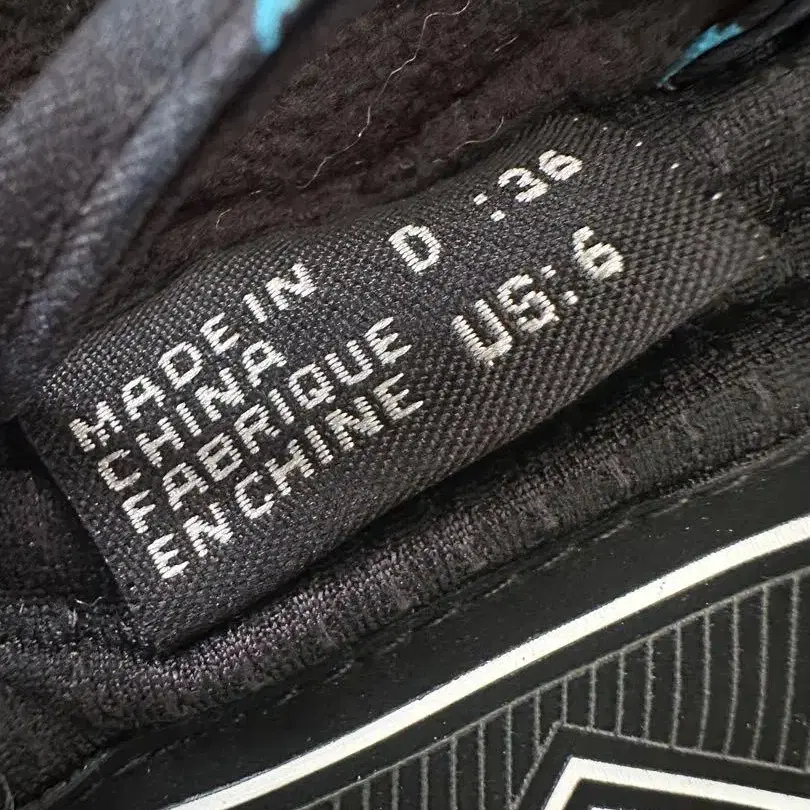 MADE IN
CHINA
FABRIQUE
EN CHINE
D :36
US:6